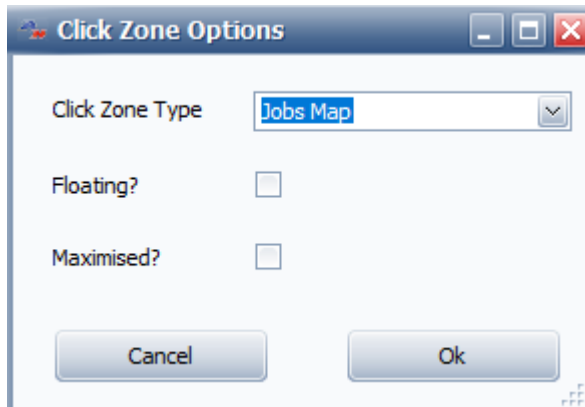 Click Zone Options
Click Zone Type Jobs Map
Floating?
Maximised?
Cancel Ok